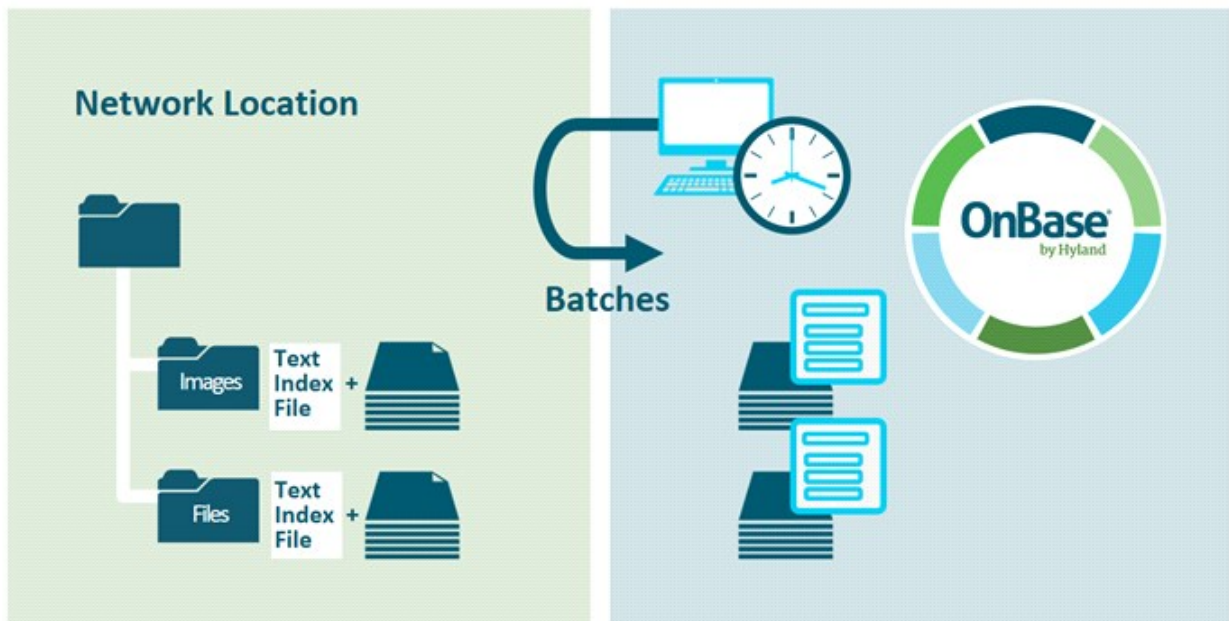 Network Location
Images
Text
Index
File
+
Files
Text
Index
File
+
Batches
OnBase®
by Hyland